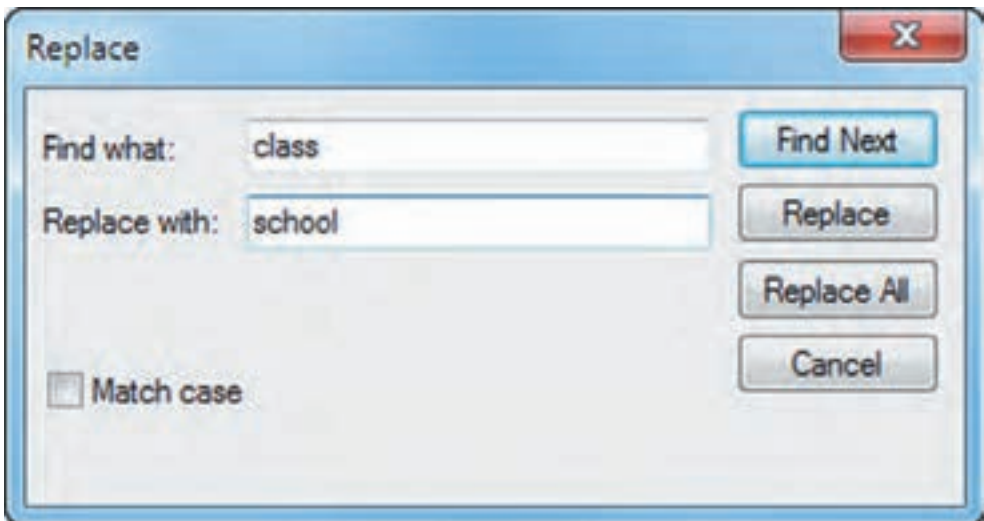 Replace
Find what: class Find Next
Replace with: school Replace
Replace All
Cancel
Match case